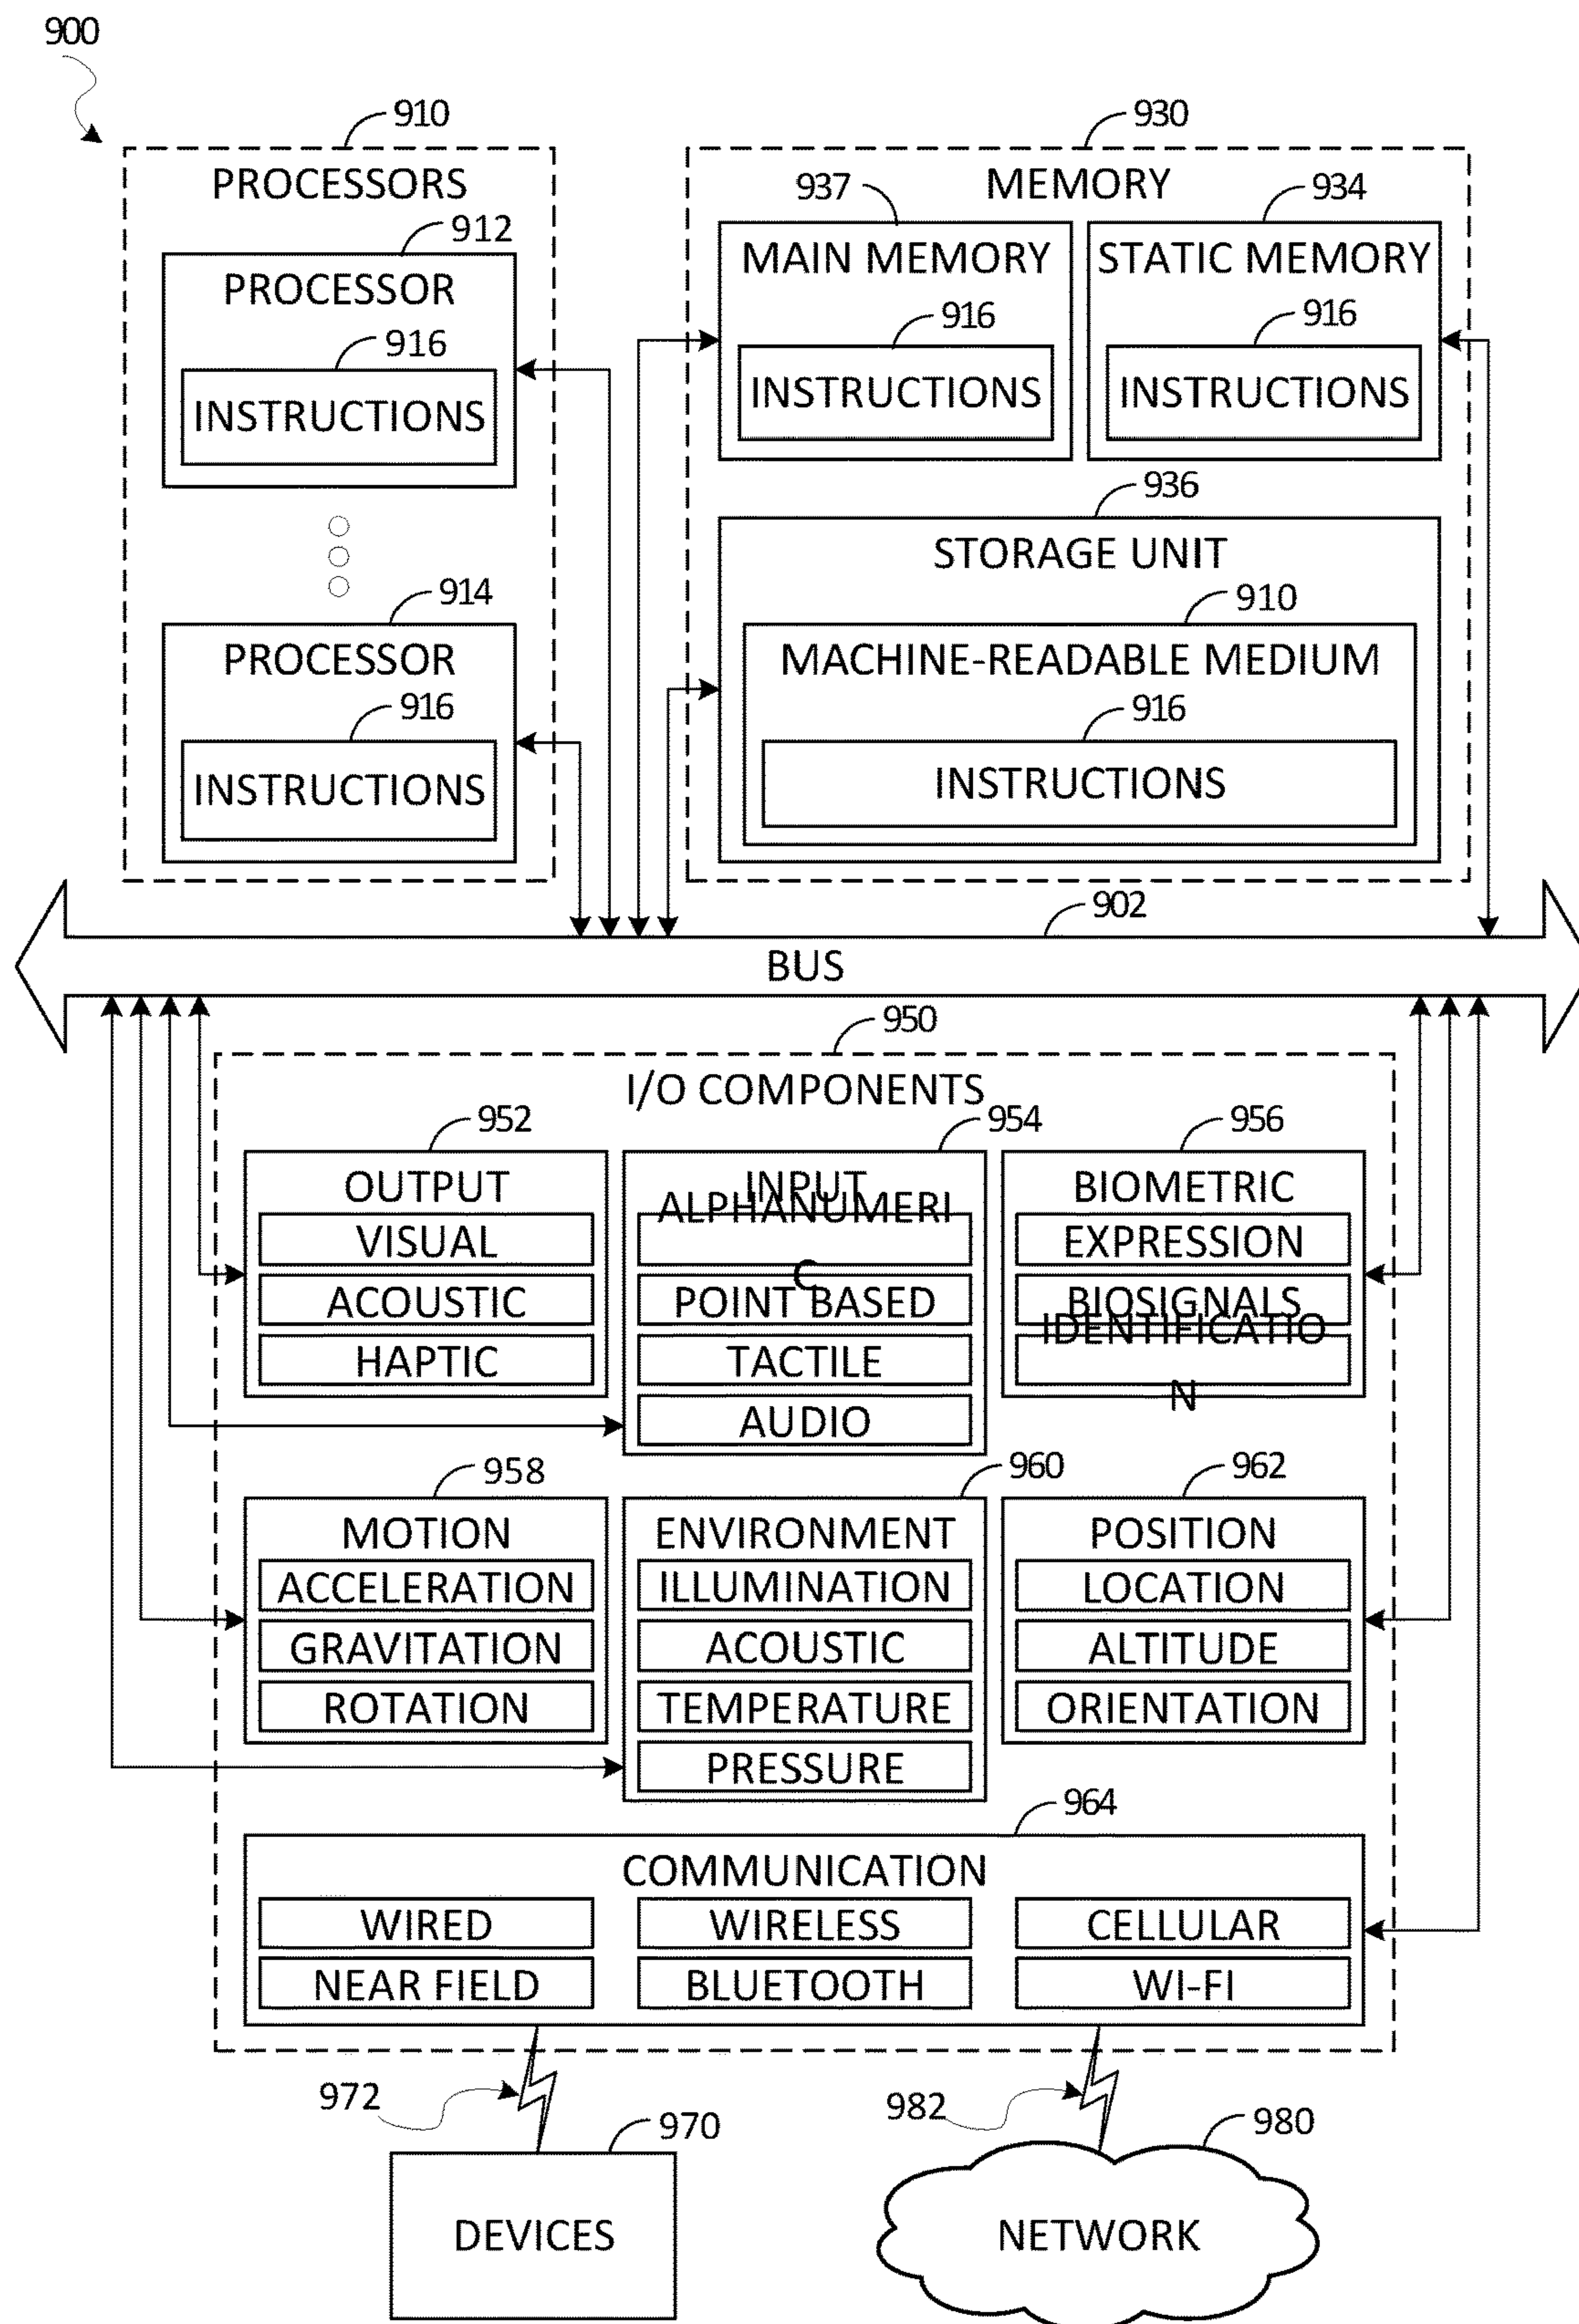 900
910
930
PROCESSORS
MEMORY
937
934
912
MAIN MEMORY
STATIC MEMORY
PROCESSOR
916
916
916
INSTRUCTIONS
INSTRUCTIONS
INSTRUCTIONS
936
STORAGE UNIT
914
910
PROCESSOR
MACHINE-READABLE MEDIUM
916
916
INSTRUCTIONS
INSTRUCTIONS
902
BUS
950
I/O COMPONENTS
952
954
956
OUTPUT
VISUAL
ACOUSTIC
HAPTIC
INPUT
ALPHANUMERI
C
POINT BASED
TACTILE
AUDIO
BIOMETRIC
EXPRESSION
BIOSIGNALS
IDENTIFICATIO
N
958
960
962
MOTION
ACCELERATION
GRAVITATION
ROTATION
ENVIRONMENT
ILLUMINATION
ACOUSTIC
TEMPERATURE
PRESSURE
POSITION
LOCATION
ALTITUDE
ORIENTATION
964
COMMUNICATION
WIRED
WIRELESS
CELLULAR
NEAR FIELD
BLUETOOTH
WI-FI
972
982
970
980
DEVICES
NETWORK